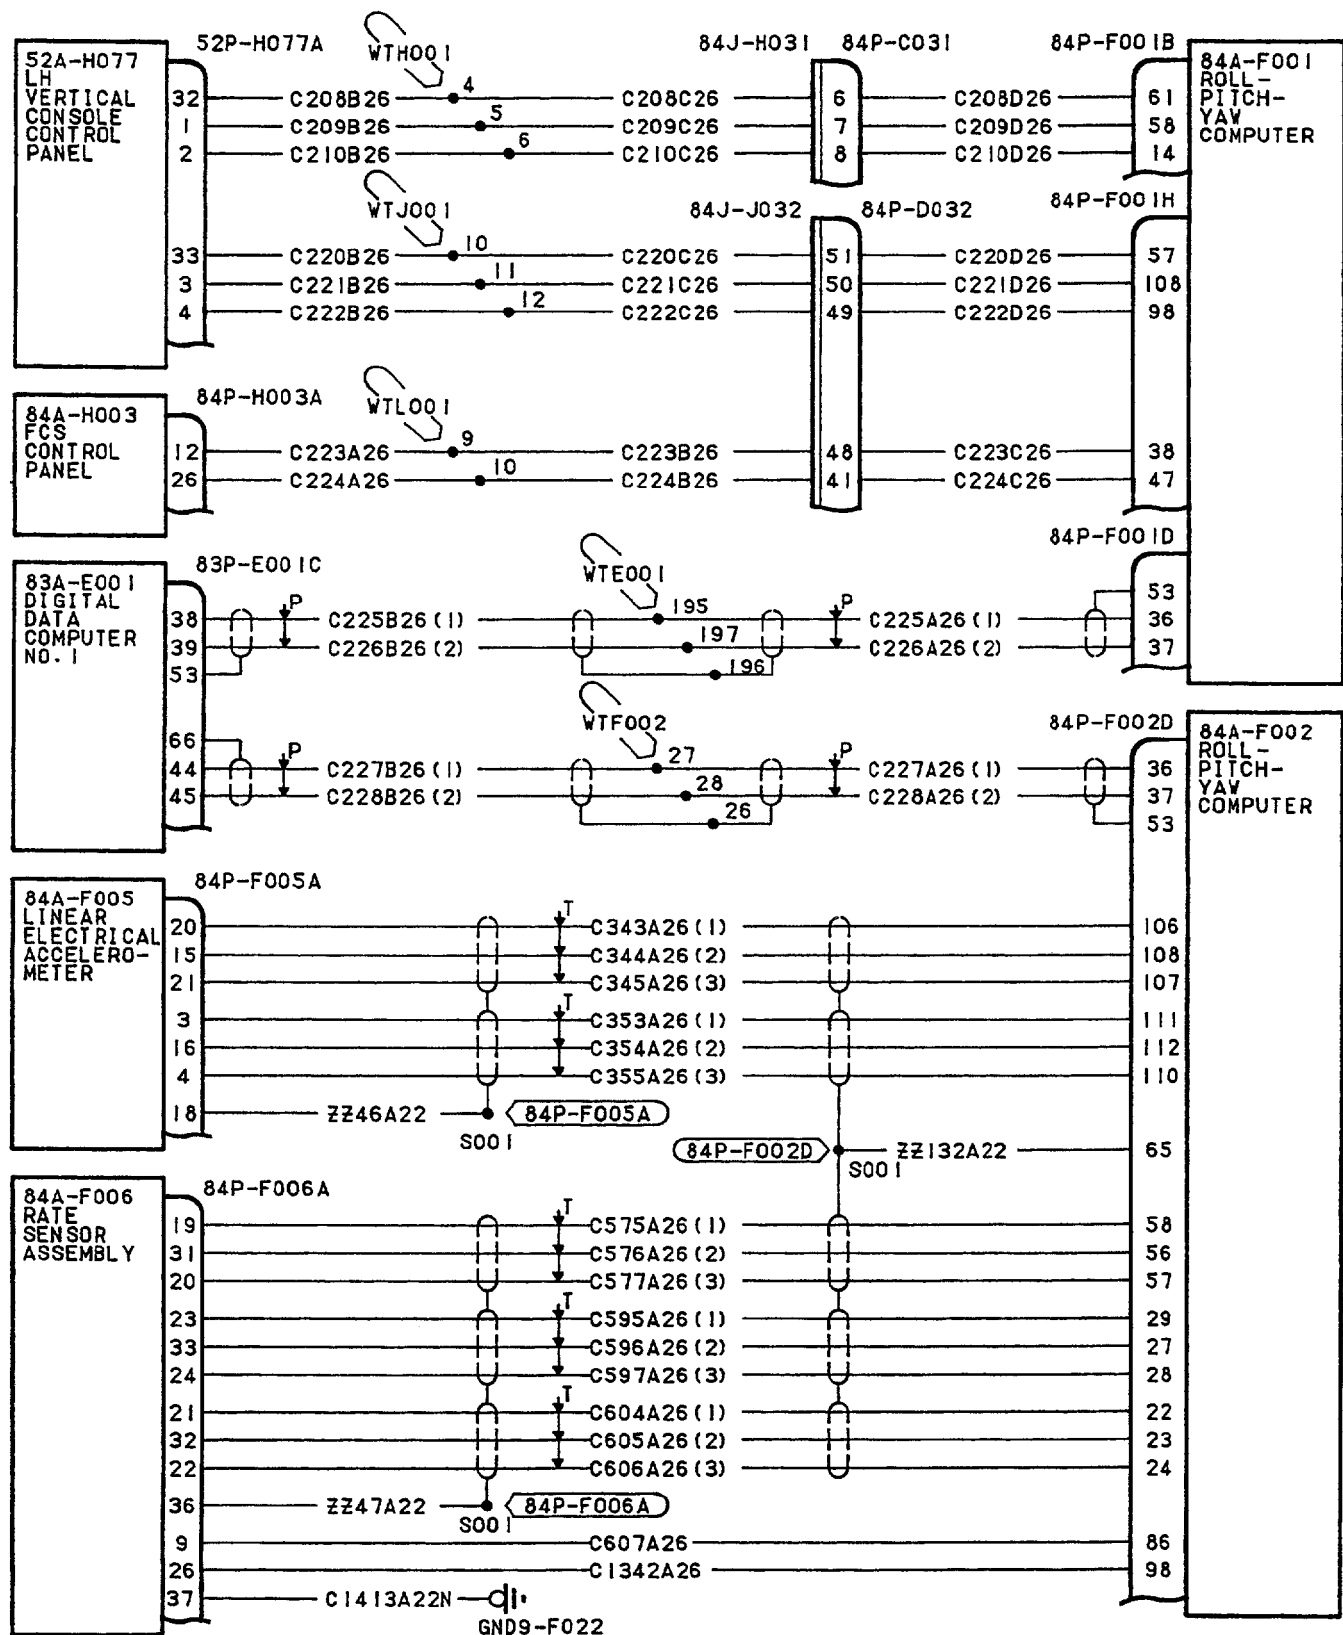 52P-H077A WTH001 84J-H031 84P-C031 84P-F001B
52A-H077
LH
VERTICAL
CONSOLE
CONTROL
PANEL
84A-F001
ROLL-
PITCH-
YAW
COMPUTER
32 C208B26 4 C208C26 6 C208D26 61
1 C209B26 5 C209C26 7 C209D26 58
2 C210B26 6 C210C26 8 C210D26 14
WTJ001 84J-J032 84P-D032 84P-F001H
33 C220B26 10 C220C26 51 C220D26 57
3 C221B26 11 C221C26 50 C221D26 108
4 C222B26 12 C222C26 49 C222D26 98
84P-H003A WTL001
84A-H003
FCS
CONTROL
PANEL
12 C223A26 9 C223B26 48 C223C26 38
26 C224A26 10 C224B26 41 C224C26 47
83P-E001C WTE001 84P-F001D
83A-E001
DIGITAL
DATA
COMPUTER
NO.1
53
38 P C225B26(1) 195 P C225A26(1) 36
39 C226B26(2) 197 C226A26(2) 37
53 196
WTF002 84P-F002D
84A-F002
ROLL-
PITCH-
YAW
COMPUTER
66
44 P C227B26(1) 27 P C227A26(1) 36
45 C228B26(2) 28 C228A26(2) 37
26 53
84P-F005A
84A-F005
LINEAR
ELECTRICAL
ACCELERO-
METER
20 T C343A26(1) 106
15 C344A26(2) 108
21 C345A26(3) 107
3 T C353A26(1) 111
16 C354A26(2) 112
4 C355A26(3) 110
18 ZZ46A22 84P-F005A
S001
84P-F002D ZZ132A22 65
S001
84P-F006A
84A-F006
RATE
SENSOR
ASSEMBLY
19 T C575A26(1) 58
31 C576A26(2) 56
20 C577A26(3) 57
23 T C595A26(1) 29
33 C596A26(2) 27
24 C597A26(3) 28
21 T C604A26(1) 22
32 C605A26(2) 23
22 C606A26(3) 24
36 ZZ47A22 84P-F006A
S001
9 C607A26 86
26 C1342A26 98
37 C1413A22N
GND9-F022